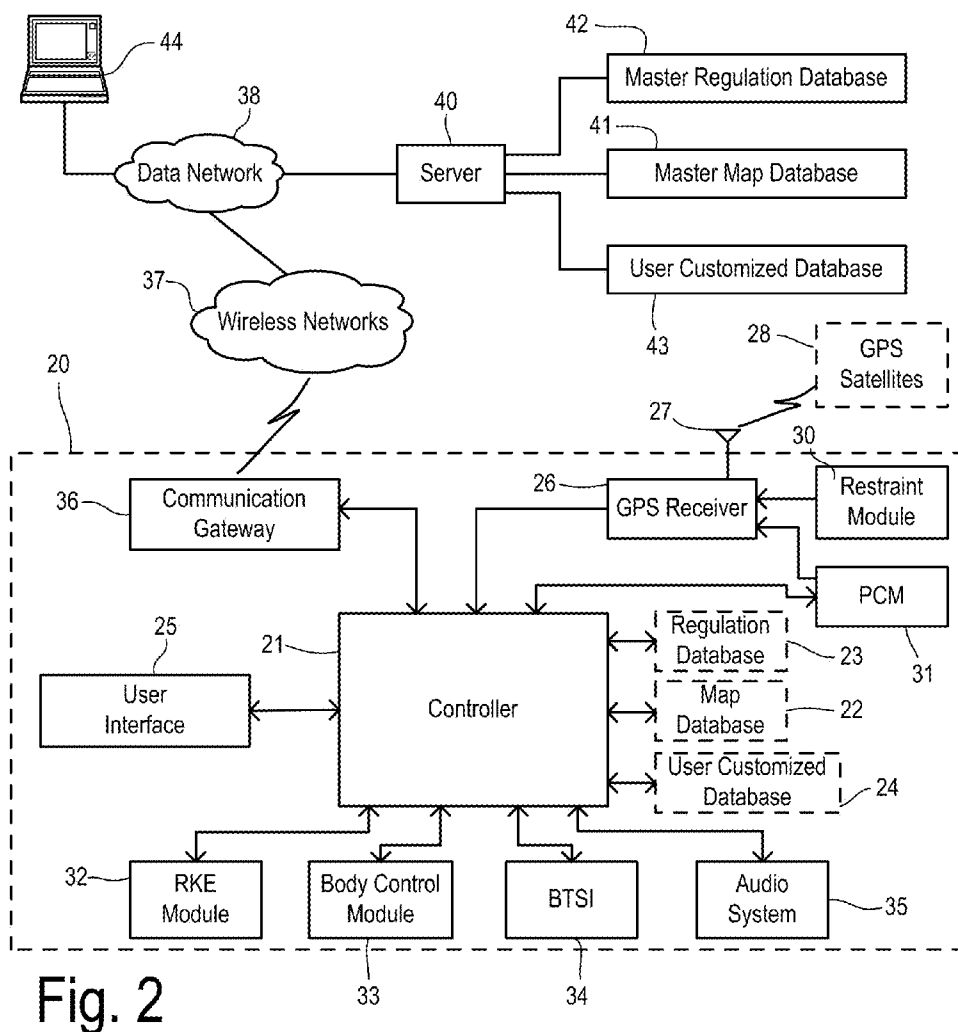 44
42
Master Regulation Database
38
40
41
Data Network
Server
Master Map Database
37
Wireless Networks
User Customized Database
43
28
GPS
Satellites
20
27
30
36
Communication
Gateway
26
GPS Receiver
Restraint
Module
PCM
31
21
Regulation
Database
23
25
User
Interface
Controller
Map
Database
22
User Customized
Database
24
32
RKE
Module
Body Control
Module
BTSI
Audio
System
35
33
34
Fig. 2